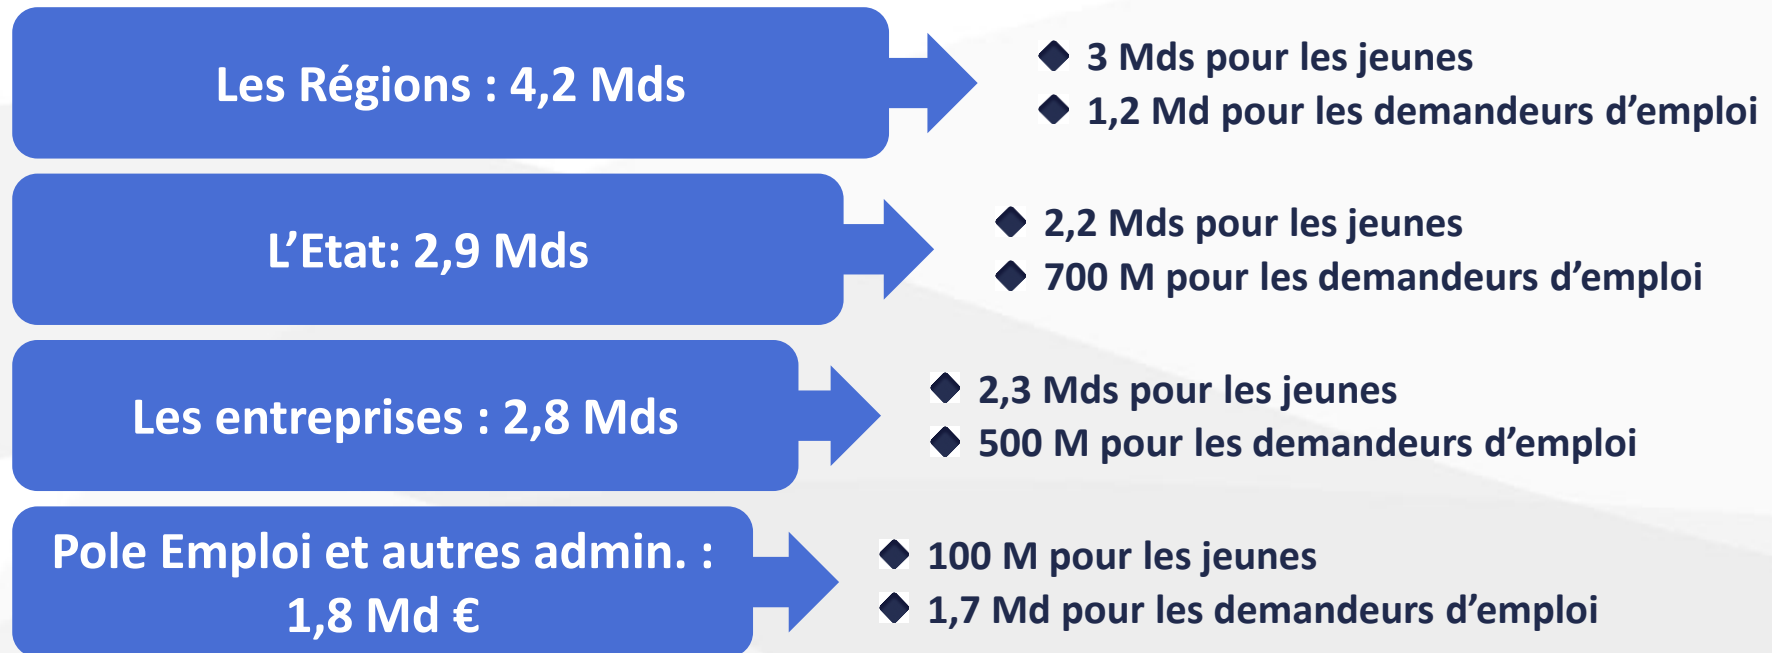 Les Régions : 4,2 Mds
◆ 3 Mds pour les jeunes
◆ 1,2 Md pour les demandeurs d’emploi
L’Etat: 2,9 Mds
◆ 2,2 Mds pour les jeunes
◆ 700 M pour les demandeurs d’emploi
Les entreprises : 2,8 Mds
◆ 2,3 Mds pour les jeunes
◆ 500 M pour les demandeurs d’emploi
Pole Emploi et autres admin. :
1,8 Md €
◆ 100 M pour les jeunes
◆ 1,7 Md pour les demandeurs d’emploi